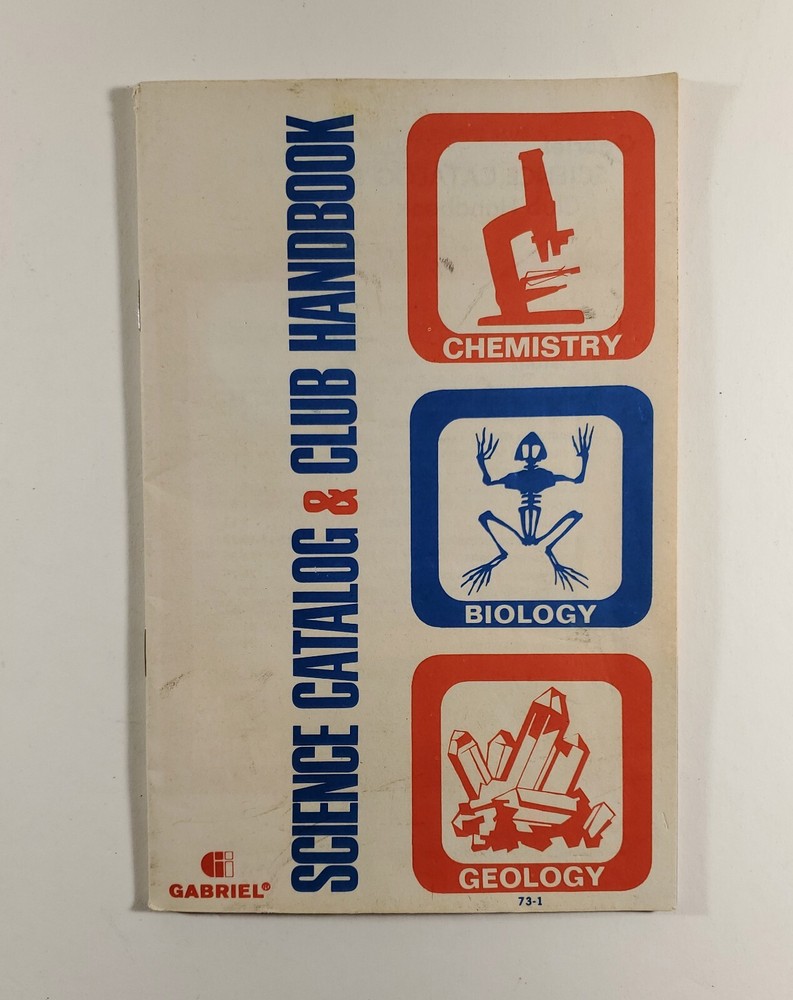 SCIENCE CATALOG & CLUB HANDBOOK
CHEMISTRY
BIOLOGY
GEOLOGY
73-1
GABRIEL®